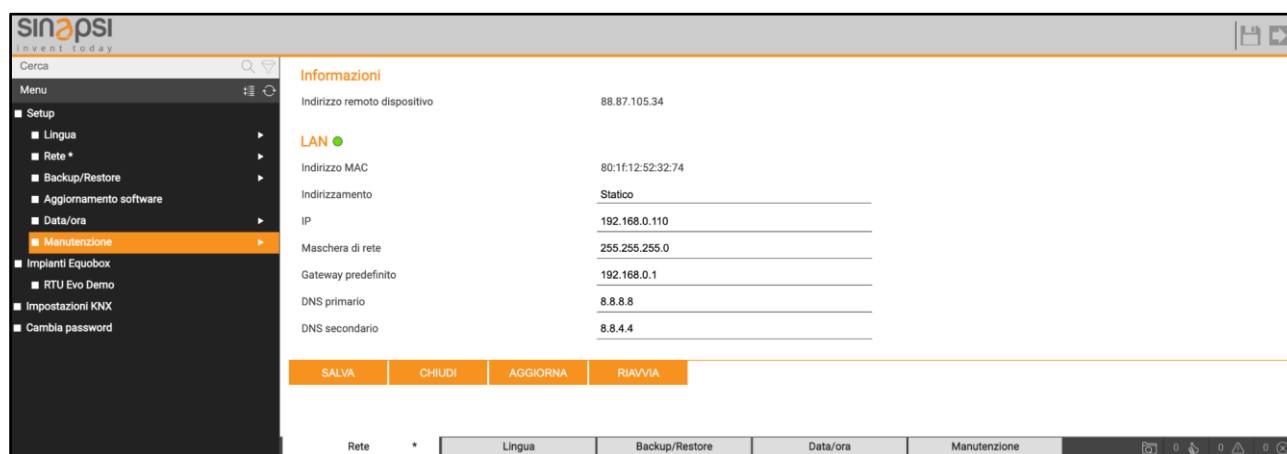 sinapsi
invent today
Cerca
Menu
Setup
Lingua
Rete *
Backup/Restore
Aggiornamento software
Data/ora
Manutenzione
Impianti Equobox
RTU Evo Demo
Impostazioni KNX
Cambia password
Informazioni
Indirizzo remoto dispositivo 88.87.105.34
LAN
Indirizzo MAC 80:1f:12:52:32:74
Indirizzamento Statico
IP 192.168.0.110
Maschera di rete 255.255.255.0
Gateway predefinito 192.168.0.1
DNS primario 8.8.8.8
DNS secondario 8.8.4.4
SALVA CHIUDI AGGIORNA RIAVVIA
Rete * Lingua Backup/Restore Data/ora Manutenzione 0 0 0